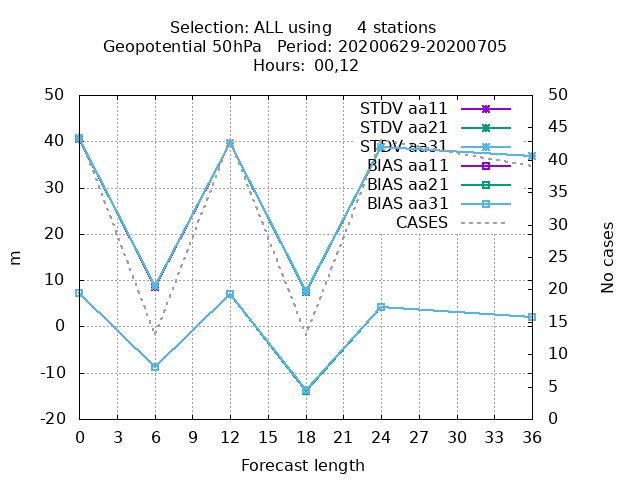 Selection: ALL using     4 stations
Geopotential 50hPa   Period: 20200629-20200705
Hours:  00,12
50
40
30
20
10
0
-10
-20
m
50
45
40
35
30
25
20
15
10
5
0
No cases
STDV aa11
STDV aa21
STDV aa31
BIAS aa11
BIAS aa21
BIAS aa31
CASES
0 3 6 9 12 15 18 21 24 27 30 33 36
Forecast length